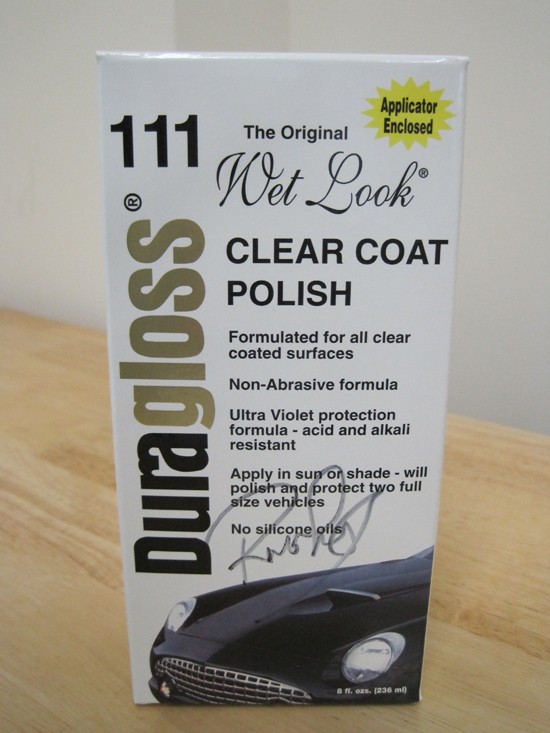 111
Duragloss®
Applicator
Enclosed
The Original
Wet Look®
CLEAR COAT
POLISH
Formulated for all clear
coated surfaces
Non-Abrasive formula
Ultra Violet protection
formula - acid and alkali
resistant
Apply in sun or shade - will
polish and protect two full
size vehicles
No silicone oils
8 fl. ozs. (236 ml)